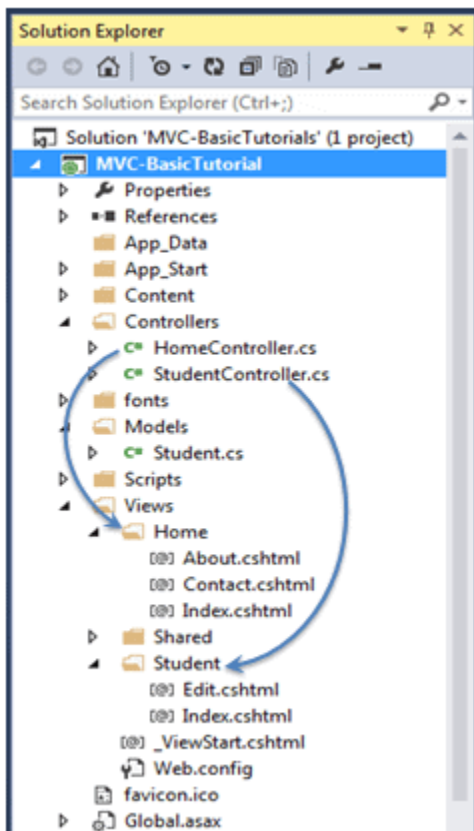 Solution Explorer
Search Solution Explorer (Ctrl+;)
Solution 'MVC-BasicTutorials' (1 project)
MVC-BasicTutorial
Properties
References
App_Data
App_Start
Content
Controllers
C# HomeController.cs
C# StudentController.cs
fonts
Models
C# Student.cs
Scripts
Views
Home
[@] About.cshtml
[@] Contact.cshtml
[@] Index.cshtml
Shared
Student
[@] Edit.cshtml
[@] Index.cshtml
[@] _ViewStart.cshtml
Web.config
favicon.ico
Global.asax